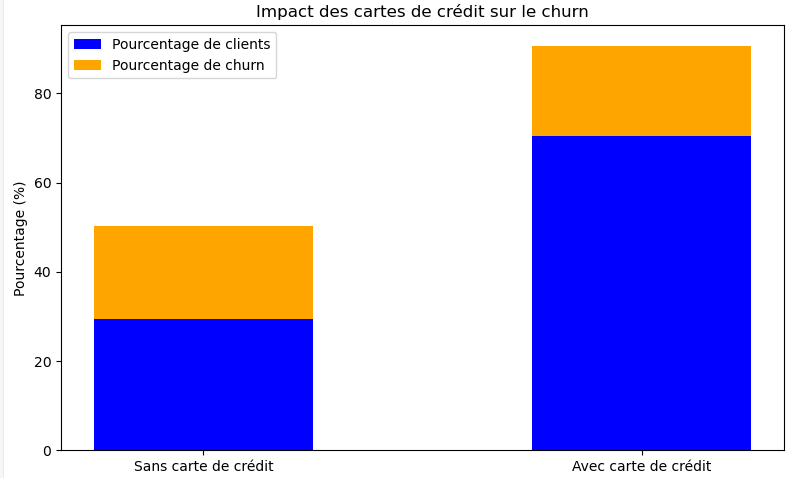 Impact des cartes de crédit sur le churn
Pourcentage de clients
Pourcentage de churn
Pourcentage (%)
80
60
40
20
0
Sans carte de crédit
Avec carte de crédit